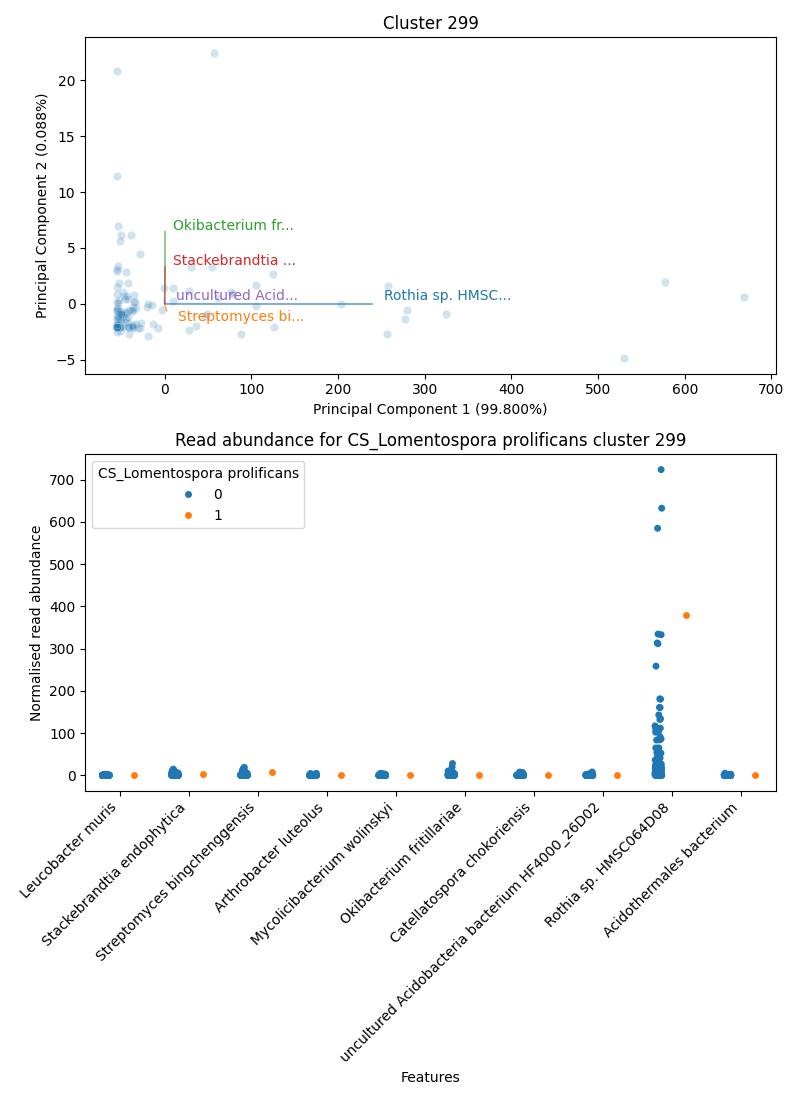 Cluster 299
Principal Component 2 (0.088%)
20
15
10
5
0
−5
Okibacterium fr...
Stackebrandtia ...
uncultured Acid...
Rothia sp. HMSC...
Streptomyces bi...
0 100 200 300 400 500 600 700
Principal Component 1 (99.800%)
Read abundance for CS_Lomentospora prolificans cluster 299
Normalised read abundance
700
600
500
400
300
200
100
0
CS_Lomentospora prolificans
0
1
Leucobacter muris
Stackebrandtia endophytica
Streptomyces bingchenggensis
Arthrobacter luteolus
Mycolicibacterium wolinskyi
Okibacterium fritillariae
Catellatospora chokoriensis
uncultured Acidobacteria bacterium HF4000_26D02
Rothia sp. HMSC064D08
Acidothermales bacterium
Features